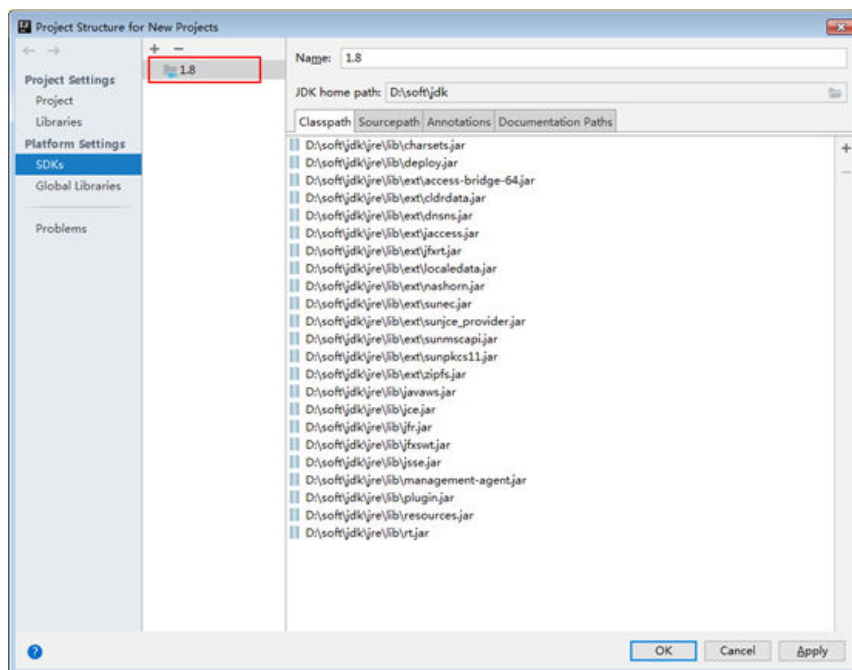 Project Structure for New Projects
Project Settings
Project
Libraries
Platform Settings
SDKs
Global Libraries
Problems
1.8
Name: 1.8
JDK home path: D:\soft\jdk
Classpath Sourcepath Annotations Documentation Paths
D:\soft\jdk\jre\lib\charsets.jar
D:\soft\jdk\jre\lib\deploy.jar
D:\soft\jdk\jre\lib\ext\access-bridge-64.jar
D:\soft\jdk\jre\lib\ext\cldrdata.jar
D:\soft\jdk\jre\lib\ext\dnsns.jar
D:\soft\jdk\jre\lib\ext\jaccess.jar
D:\soft\jdk\jre\lib\ext\jfxrt.jar
D:\soft\jdk\jre\lib\ext\localedata.jar
D:\soft\jdk\jre\lib\ext\nashorn.jar
D:\soft\jdk\jre\lib\ext\sunec.jar
D:\soft\jdk\jre\lib\ext\sunjce_provider.jar
D:\soft\jdk\jre\lib\ext\sunmscapi.jar
D:\soft\jdk\jre\lib\ext\sunpkcs11.jar
D:\soft\jdk\jre\lib\ext\zipfs.jar
D:\soft\jdk\jre\lib\javaws.jar
D:\soft\jdk\jre\lib\jce.jar
D:\soft\jdk\jre\lib\jfr.jar
D:\soft\jdk\jre\lib\jfxswt.jar
D:\soft\jdk\jre\lib\jsse.jar
D:\soft\jdk\jre\lib\management-agent.jar
D:\soft\jdk\jre\lib\plugin.jar
D:\soft\jdk\jre\lib\resources.jar
D:\soft\jdk\jre\lib\rt.jar
OK Cancel Apply